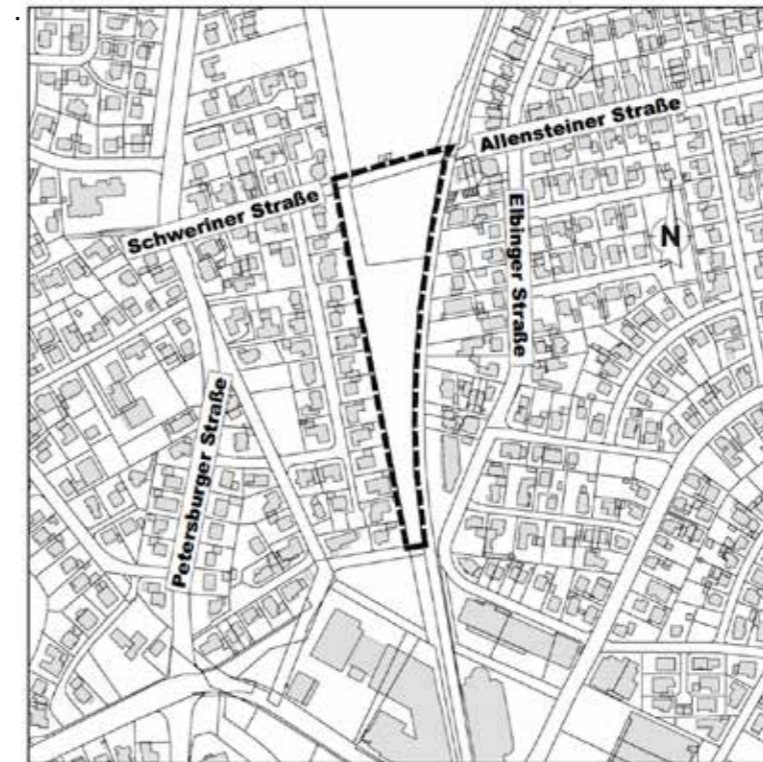 Allensteiner Straße
Schweriner Straße
Elbinger Straße
N
Petersburger Straße